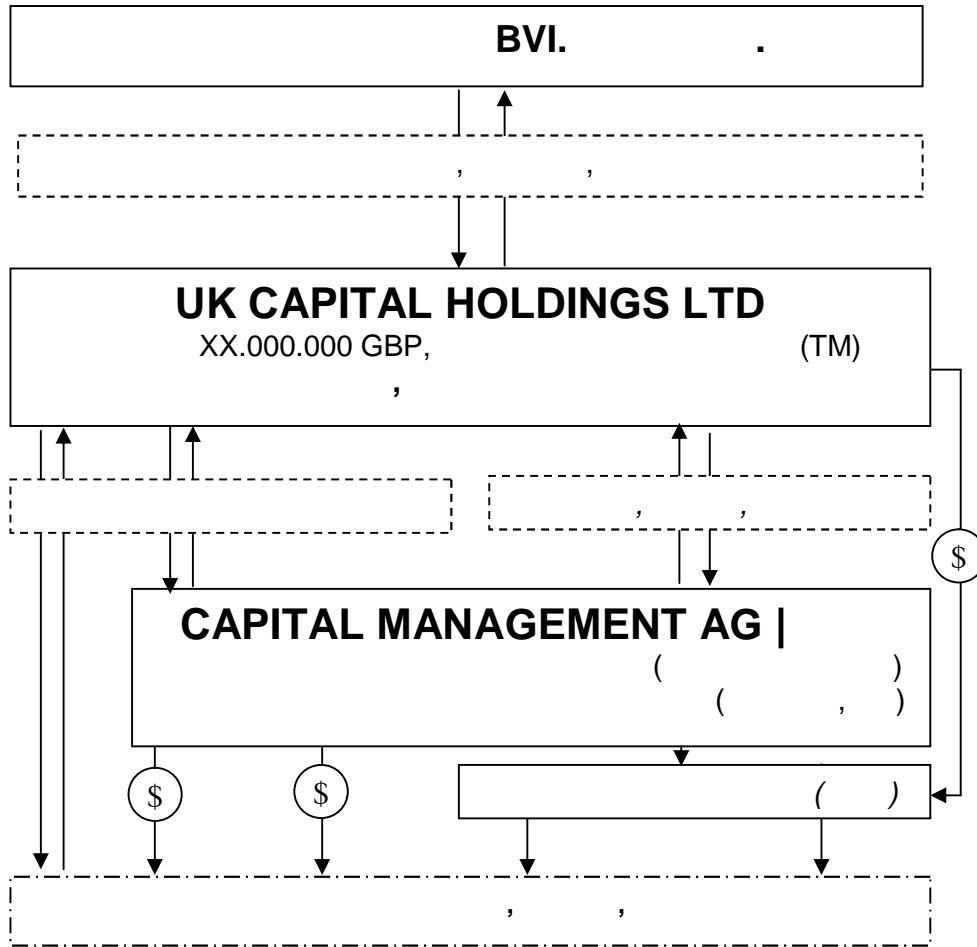 BVI. .
, ,
UK CAPITAL HOLDINGS LTD
XX.000.000 GBP, (TM)
,
, ,
$
CAPITAL MANAGEMENT AG |
( )
( , )
$ $
( )
, ,